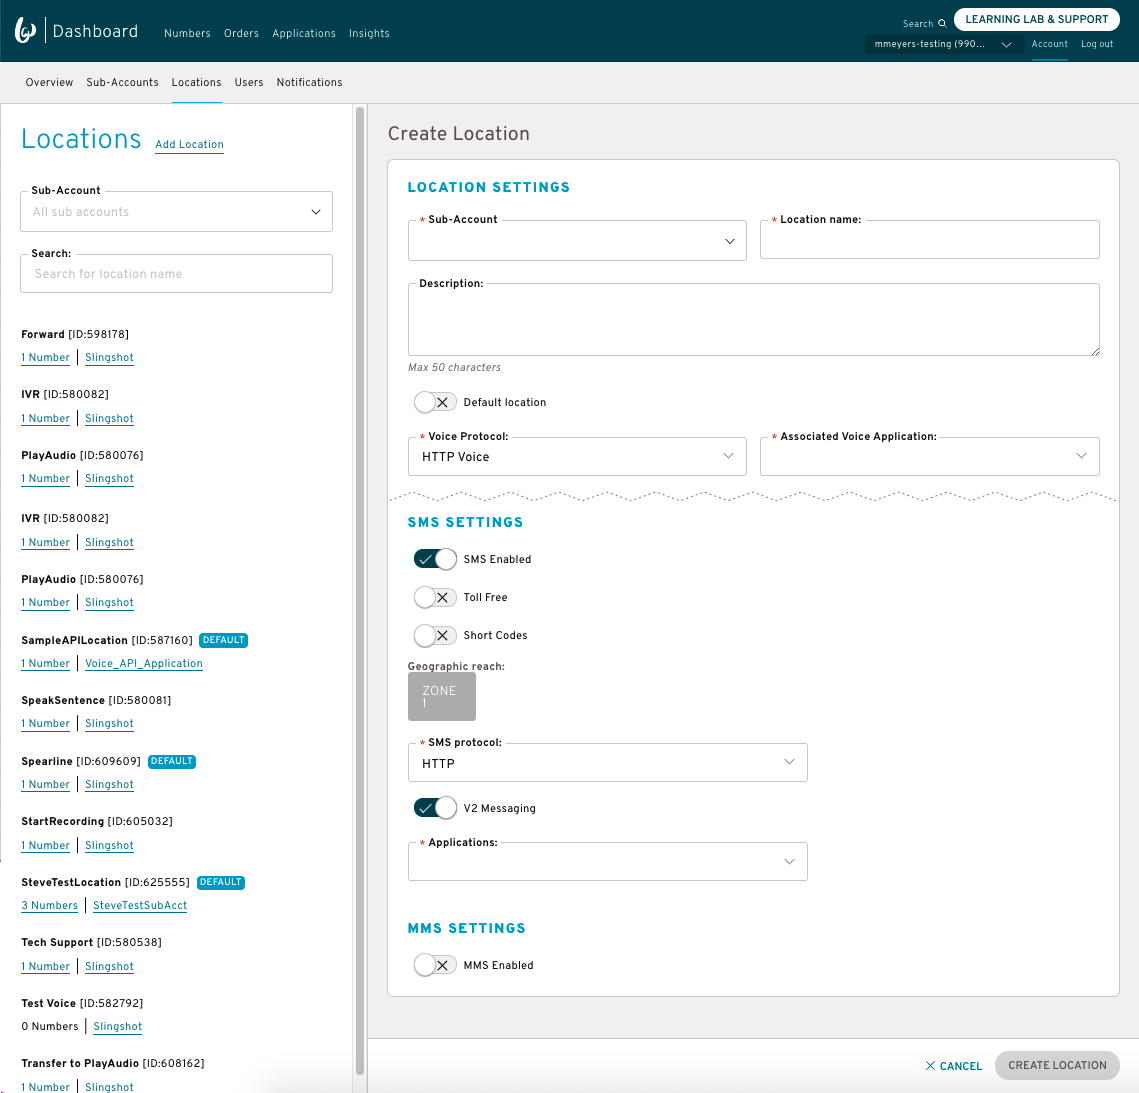 Dashboard
Numbers Orders Applications Insights
Search
LEARNING LAB & SUPPORT
mmeyers-testing (990...
Account
Log out
Overview Sub-Accounts Locations Users Notifications
Locations
Add Location
Sub-Account
All sub accounts
Search:
Search for location name
Forward [ID:598178]
1 Number | Slingshot
IVR [ID:580082]
1 Number | Slingshot
PlayAudio [ID:580076]
1 Number | Slingshot
IVR [ID:580082]
1 Number | Slingshot
PlayAudio [ID:580076]
1 Number | Slingshot
SampleAPILocation [ID:587160] DEFAULT
1 Number | Voice_API_Application
SpeakSentence [ID:580081]
1 Number | Slingshot
Spearline [ID:609609] DEFAULT
1 Number | Slingshot
StartRecording [ID:605032]
1 Number | Slingshot
SteveTestLocation [ID:625555] DEFAULT
3 Numbers | SteveTestSubAcct
Tech Support [ID:580538]
1 Number | Slingshot
Test Voice [ID:582792]
0 Numbers | Slingshot
Transfer to PlayAudio [ID:608162]
1 Number | Slingshot
Create Location
LOCATION SETTINGS
* Sub-Account
* Location name:
Description:
Max 50 characters
Default location
* Voice Protocol:
HTTP Voice
* Associated Voice Application:
SMS SETTINGS
SMS Enabled
Toll Free
Short Codes
Geographic reach:
ZONE
1
* SMS protocol:
HTTP
V2 Messaging
* Applications:
MMS SETTINGS
MMS Enabled
CANCEL
CREATE LOCATION